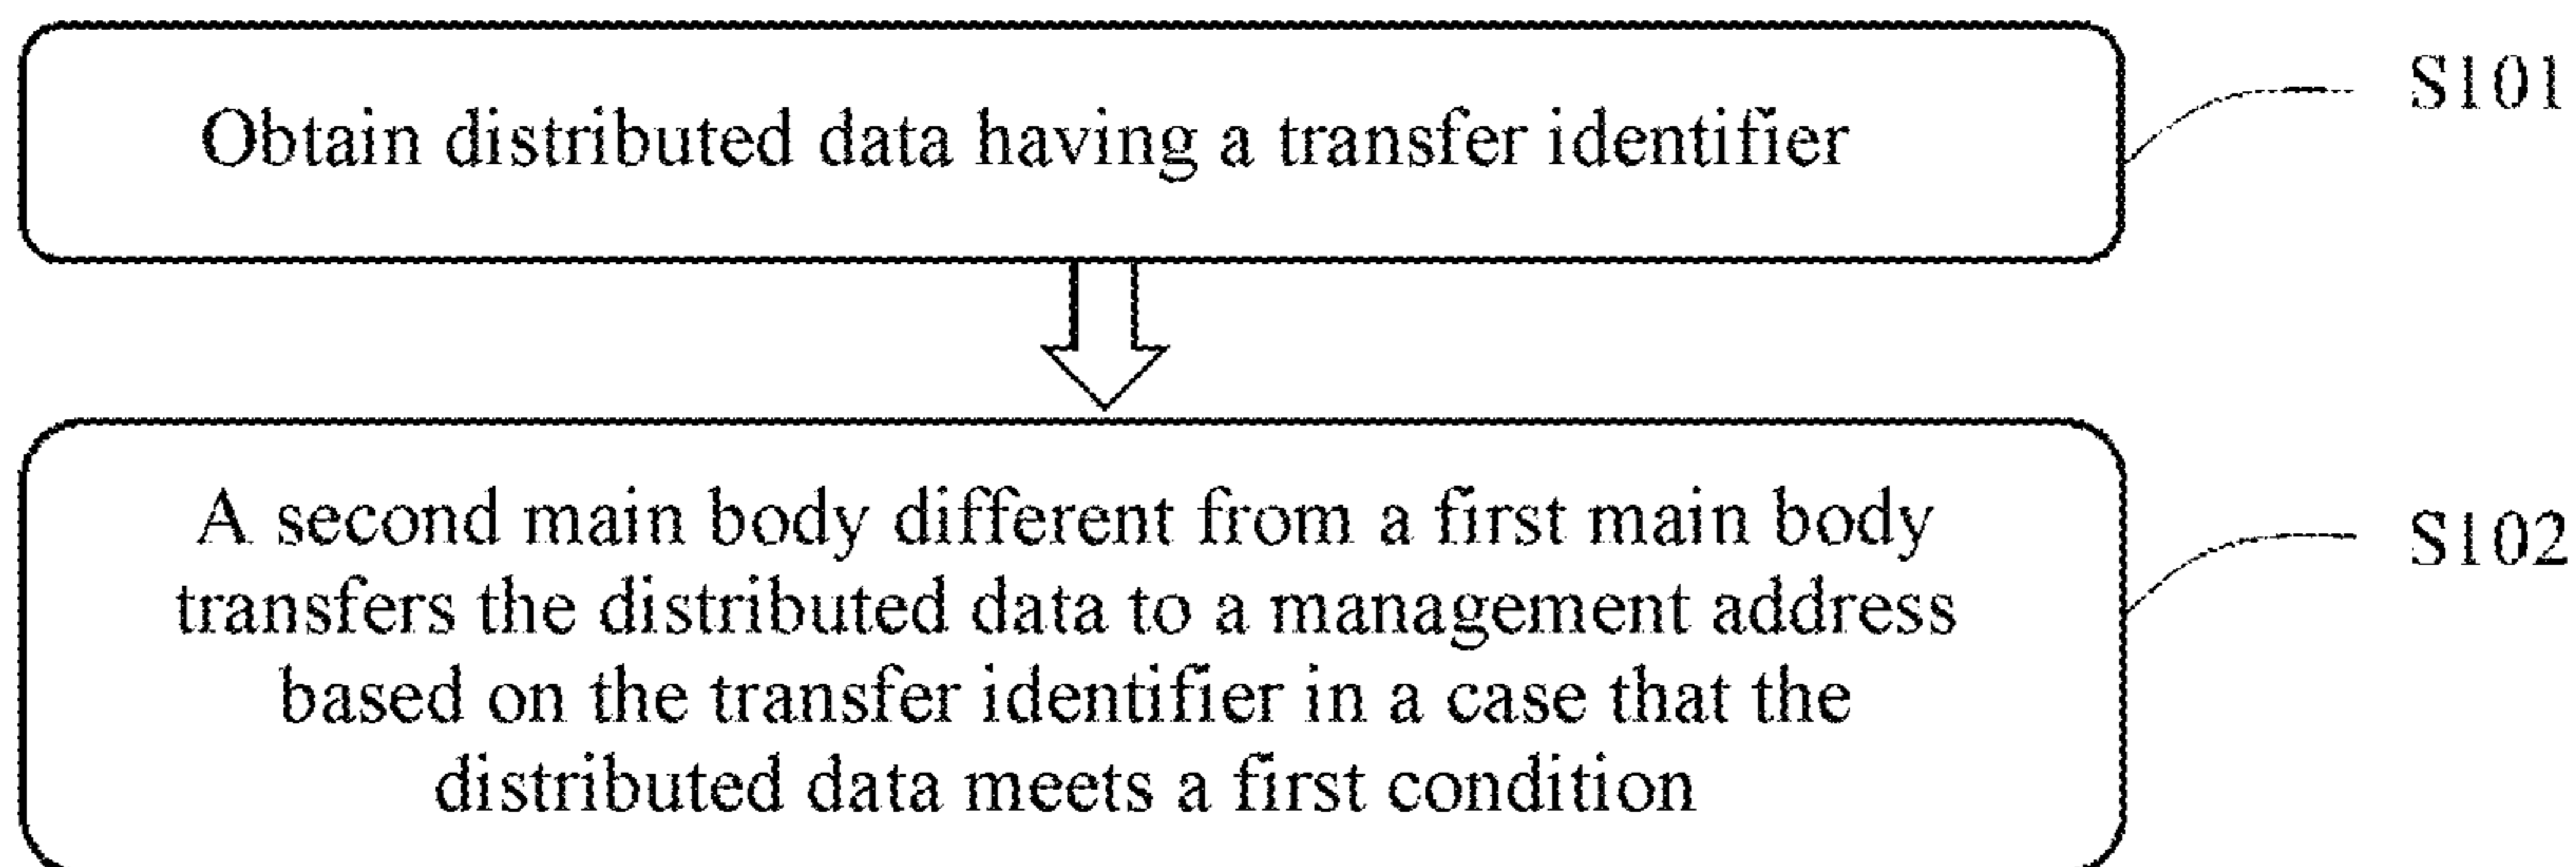 Obtain distributed data having a transfer identifier
S101
A second main body different from a first main body
transfers the distributed data to a management address
based on the transfer identifier in a case that the
distributed data meets a first condition
S102